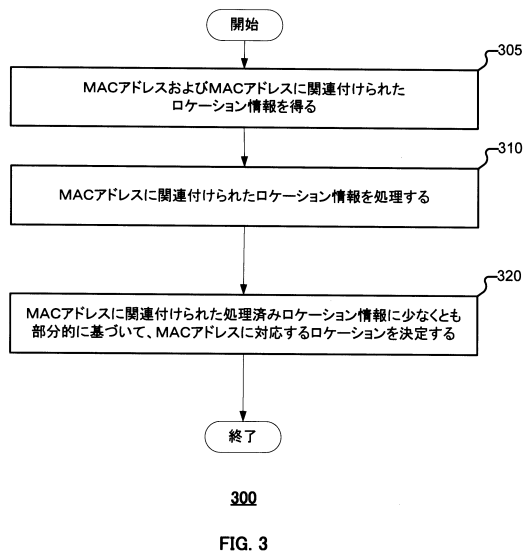 開始
305
MACアドレスおよびMACアドレスに関連付けられた
ロケーション情報を得る
310
MACアドレスに関連付けられたロケーション情報を処理する
320
MACアドレスに関連付けられた処理済みロケーション情報に少なくとも
部分的に基づいて、MACアドレスに対応するロケーションを決定する
終了
300
FIG. 3